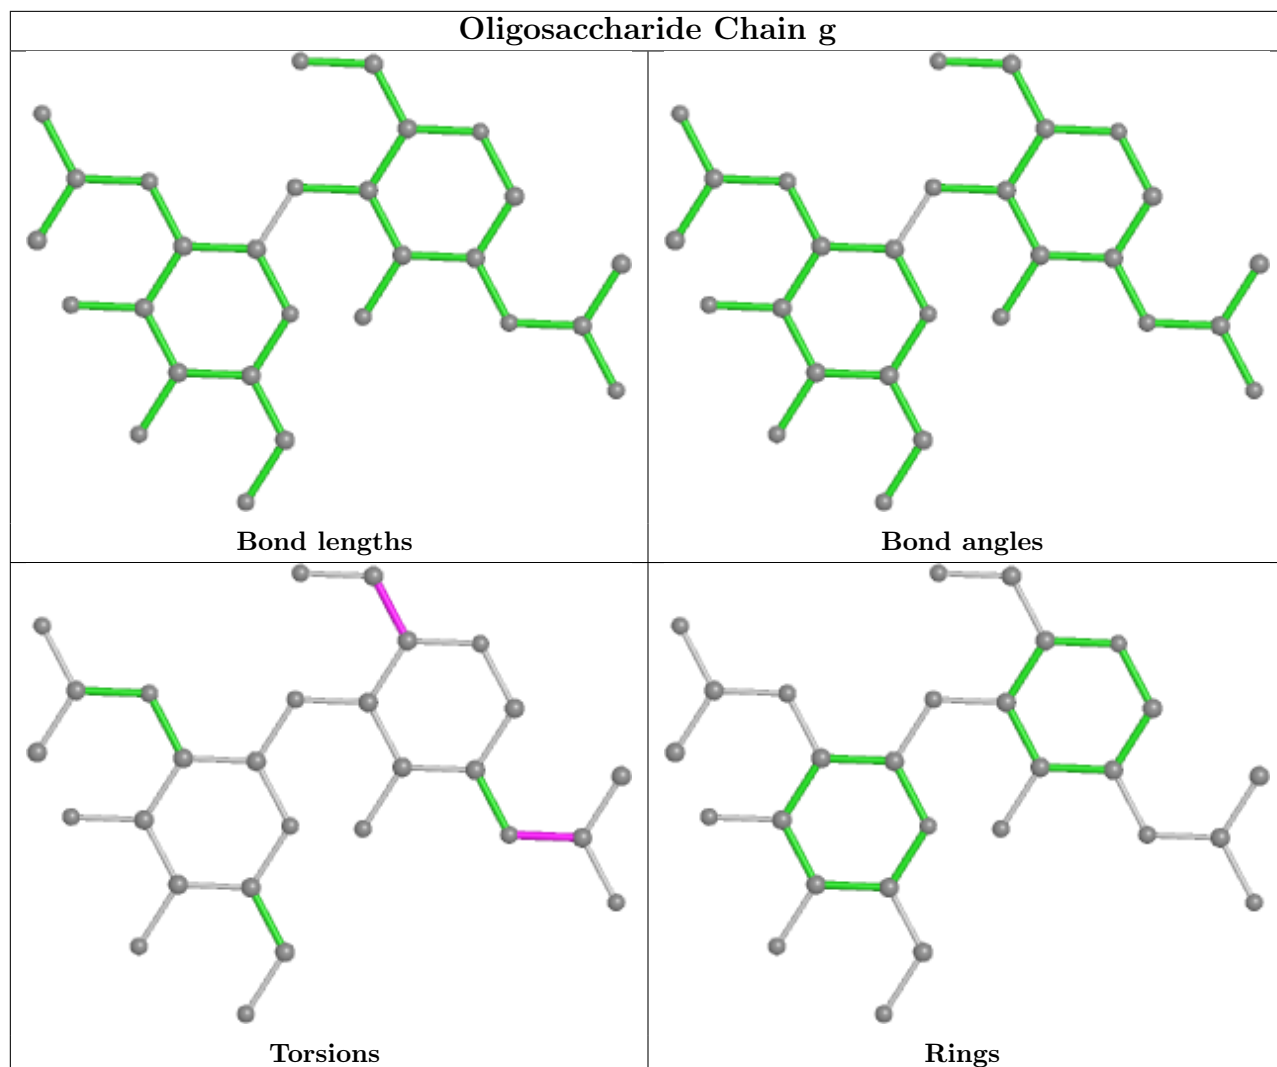 Oligosaccharide Chain g
Bond lengths
Bond angles
Torsions
Rings